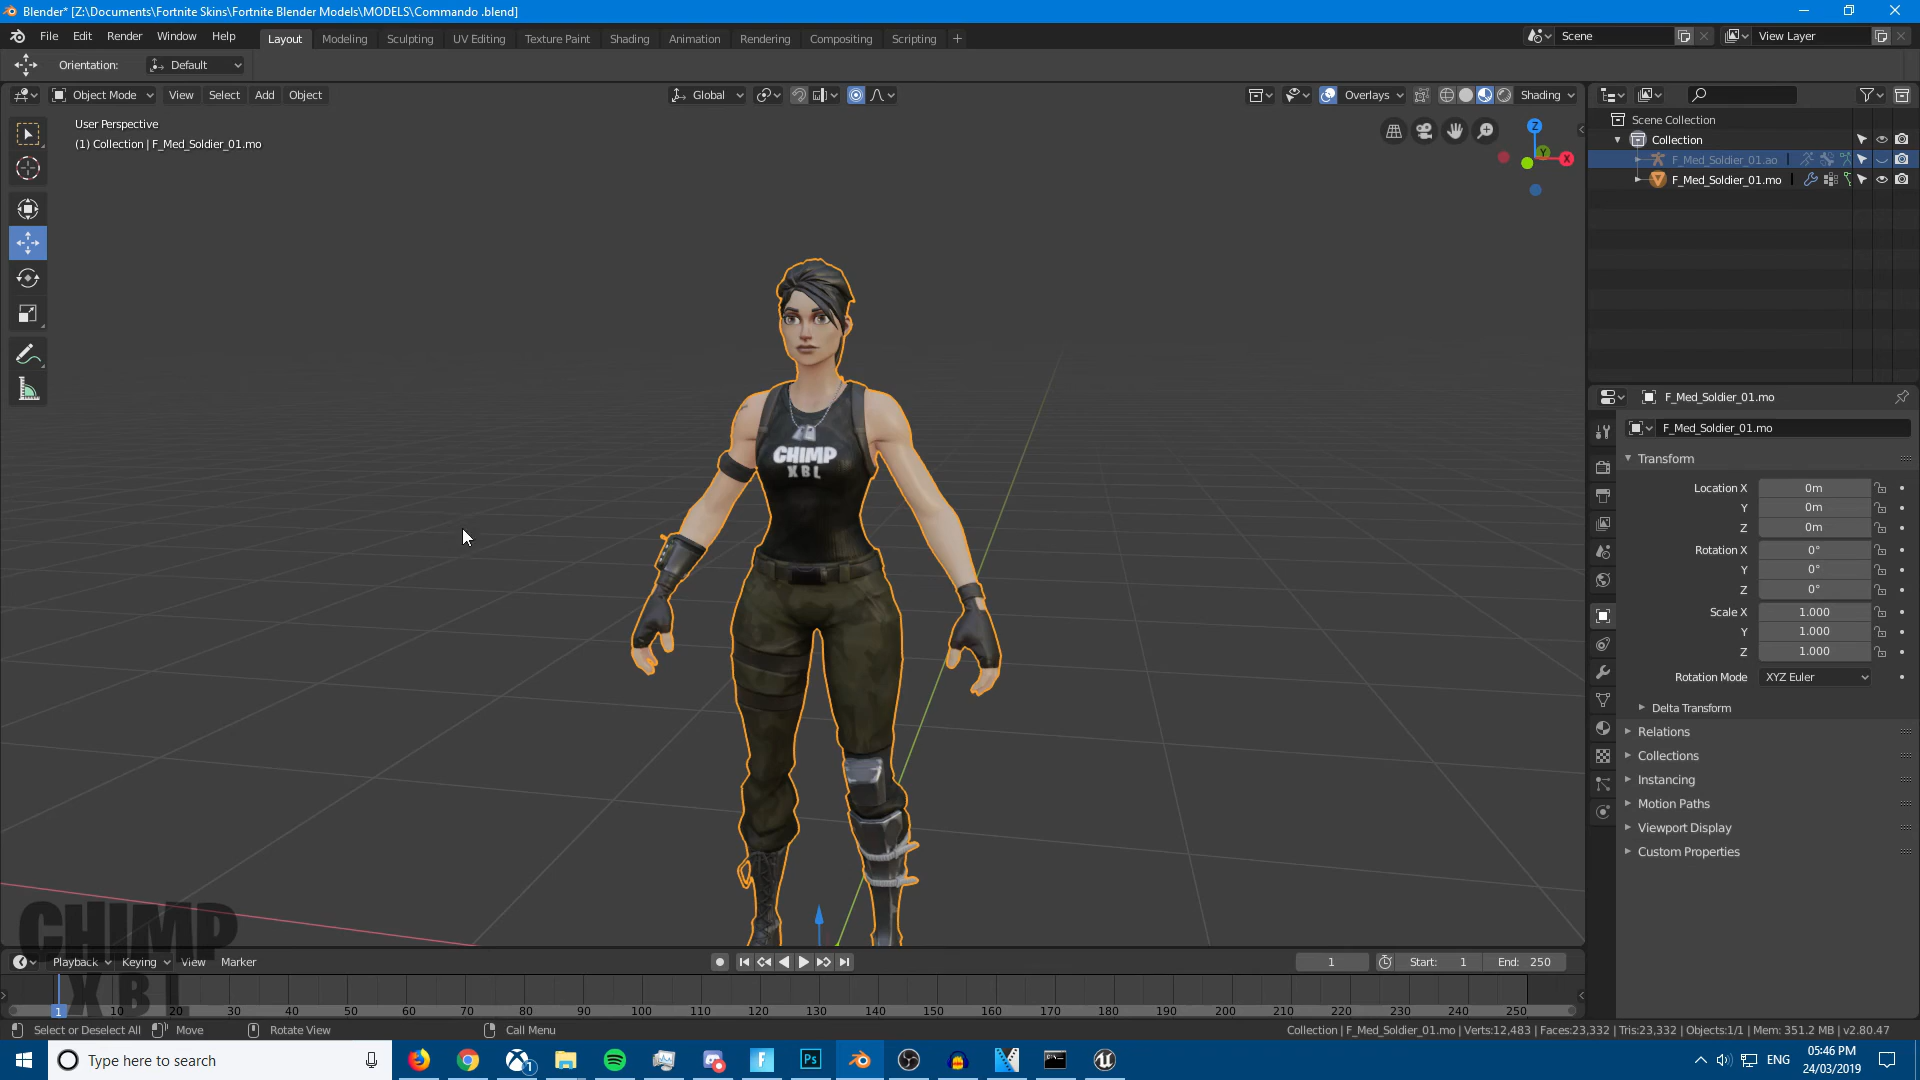 Blender* [Z:\Documents\Fortnite Skins\Fortnite Blender Models\MODELS\Commando .blend]
File Edit Render Window Help Layout Modeling Sculpting UV Editing Texture Paint Shading Animation Rendering Compositing Scripting + Scene View Layer
Orientation: Default
Object Mode View Select Add Object Global Overlays Shading
User Perspective
(1) Collection | F_Med_Soldier_01.mo
Z
Y
X
Scene Collection
Collection
F_Med_Soldier_01.ao
F_Med_Soldier_01.mo
CHIMP
XBL
F_Med_Soldier_01.mo
F_Med_Soldier_01.mo
Transform
Location X 0m
Y 0m
Z 0m
Rotation X 0°
Y 0°
Z 0°
Scale X 1.000
Y 1.000
Z 1.000
Rotation Mode XYZ Euler
Delta Transform
Relations
Collections
Instancing
Motion Paths
Viewport Display
Custom Properties
CHIMP
XBL
Playback Keying View Marker 1 Start: 1 End: 250
1 10 20 30 40 50 60 70 80 90 100 110 120 130 140 150 160 170 180 190 200 210 220 230 240 250
Select or Deselect All Move Rotate View Call Menu Collection | F_Med_Soldier_01.mo | Verts:12,483 | Faces:23,332 | Tris:23,332 | Objects:1/1 | Mem: 351.2 MB | v2.80.47
Type here to search 1 F Ps ENG 05:46 PM
24/03/2019